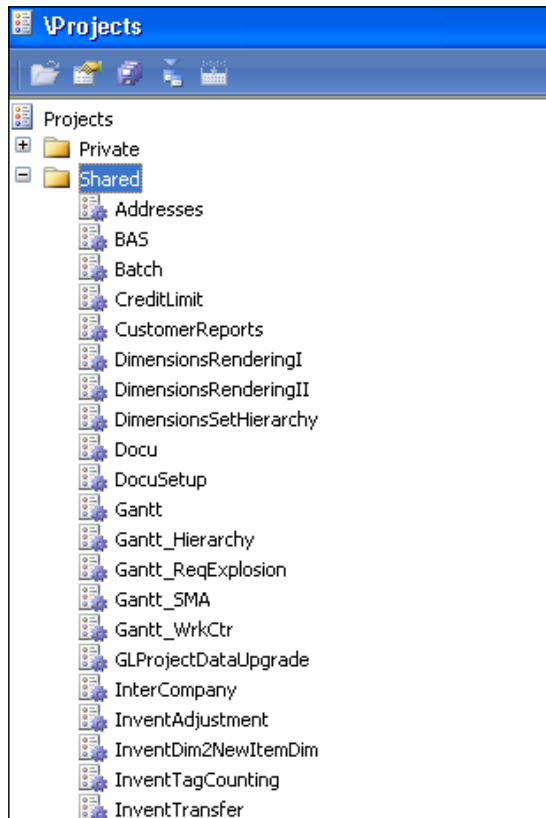 \Projects
Projects
Private
Shared
Addresses
BAS
Batch
CreditLimit
CustomerReports
DimensionsRenderingI
DimensionsRenderingII
DimensionsSetHierarchy
Docu
DocuSetup
Gantt
Gantt_Hierarchy
Gantt_ReqExplosion
Gantt_SMA
Gantt_WrkCtr
GLProjectDataUpgrade
InterCompany
InventAdjustment
InventDim2NewItemDim
InventTagCounting
InventTransfer